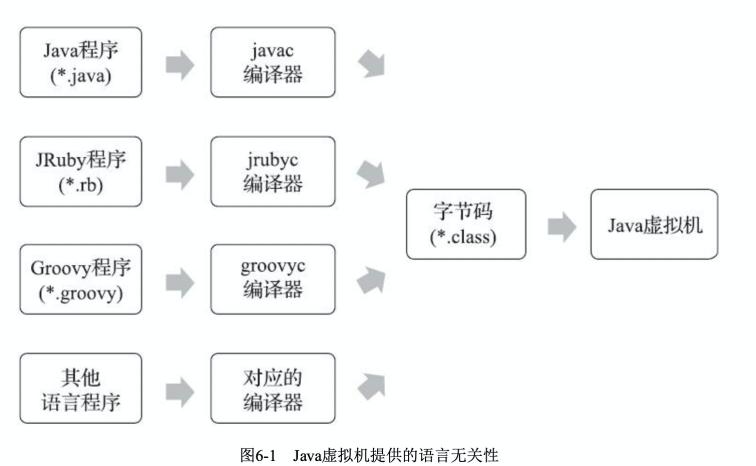 Java程序
(*.java)
javac
编译器
JRuby程序
(*.rb)
jrubyc
编译器
字节码
(*.class)
Java虚拟机
Groovy程序
(*.groovy)
groovyc
编译器
其他
语言程序
对应的
编译器
图6-1 Java虚拟机提供的语言无关性